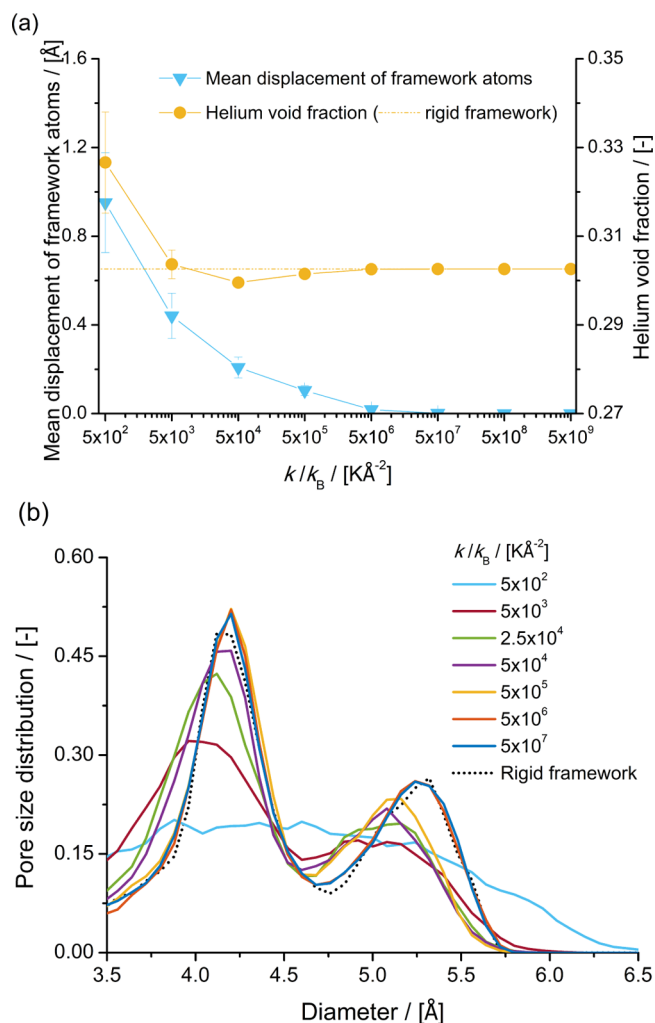 (a)
Mean displacement of framework atoms / [Å]
1.6
1.2
0.8
0.4
0.0
Mean displacement of framework atoms
Helium void fraction ( rigid framework)
0.35
0.33
0.31
0.29
0.27
Helium void fraction / [-]
5x10² 5x10³ 5x10⁴ 5x10⁵ 5x10⁶ 5x10⁷ 5x10⁸ 5x10⁹
k/k_B / [KÅ⁻²]
(b)
Pore size distribution / [-]
0.60
0.45
0.30
0.15
0.00
k/k_B / [KÅ⁻²]
5x10²
5x10³
2.5x10⁴
5x10⁴
5x10⁵
5x10⁶
5x10⁷
Rigid framework
3.5 4.0 4.5 5.0 5.5 6.0 6.5
Diameter / [Å]